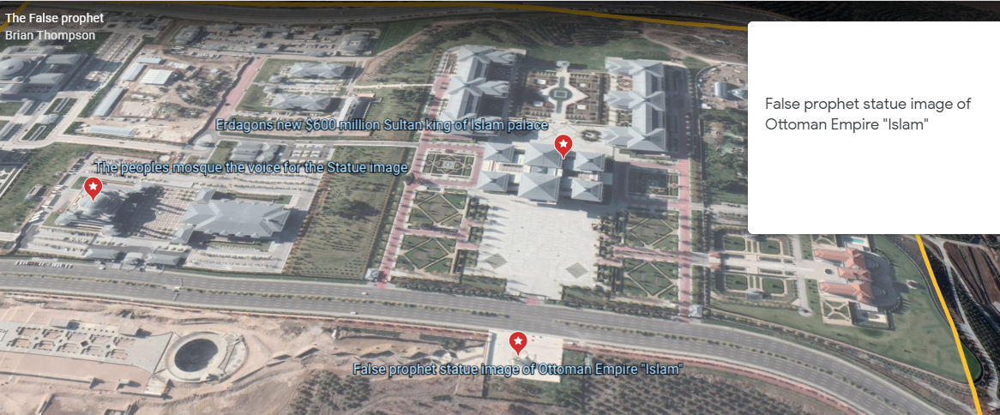 The False prophet
Brian Thompson
False prophet statue image of
Ottoman Empire "Islam"
Erdagons new $600 million Sultan king of Islam palace
The peoples mosque the voice for the Statue image
False prophet statue image of Ottoman Empire "Islam"